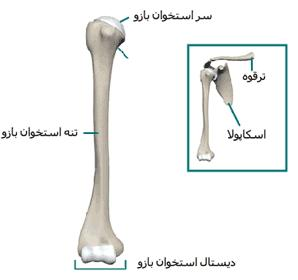 سر استخوان بازو
ترقوه
تنه استخوان بازو
اسکاپولا
دیستال استخوان بازو